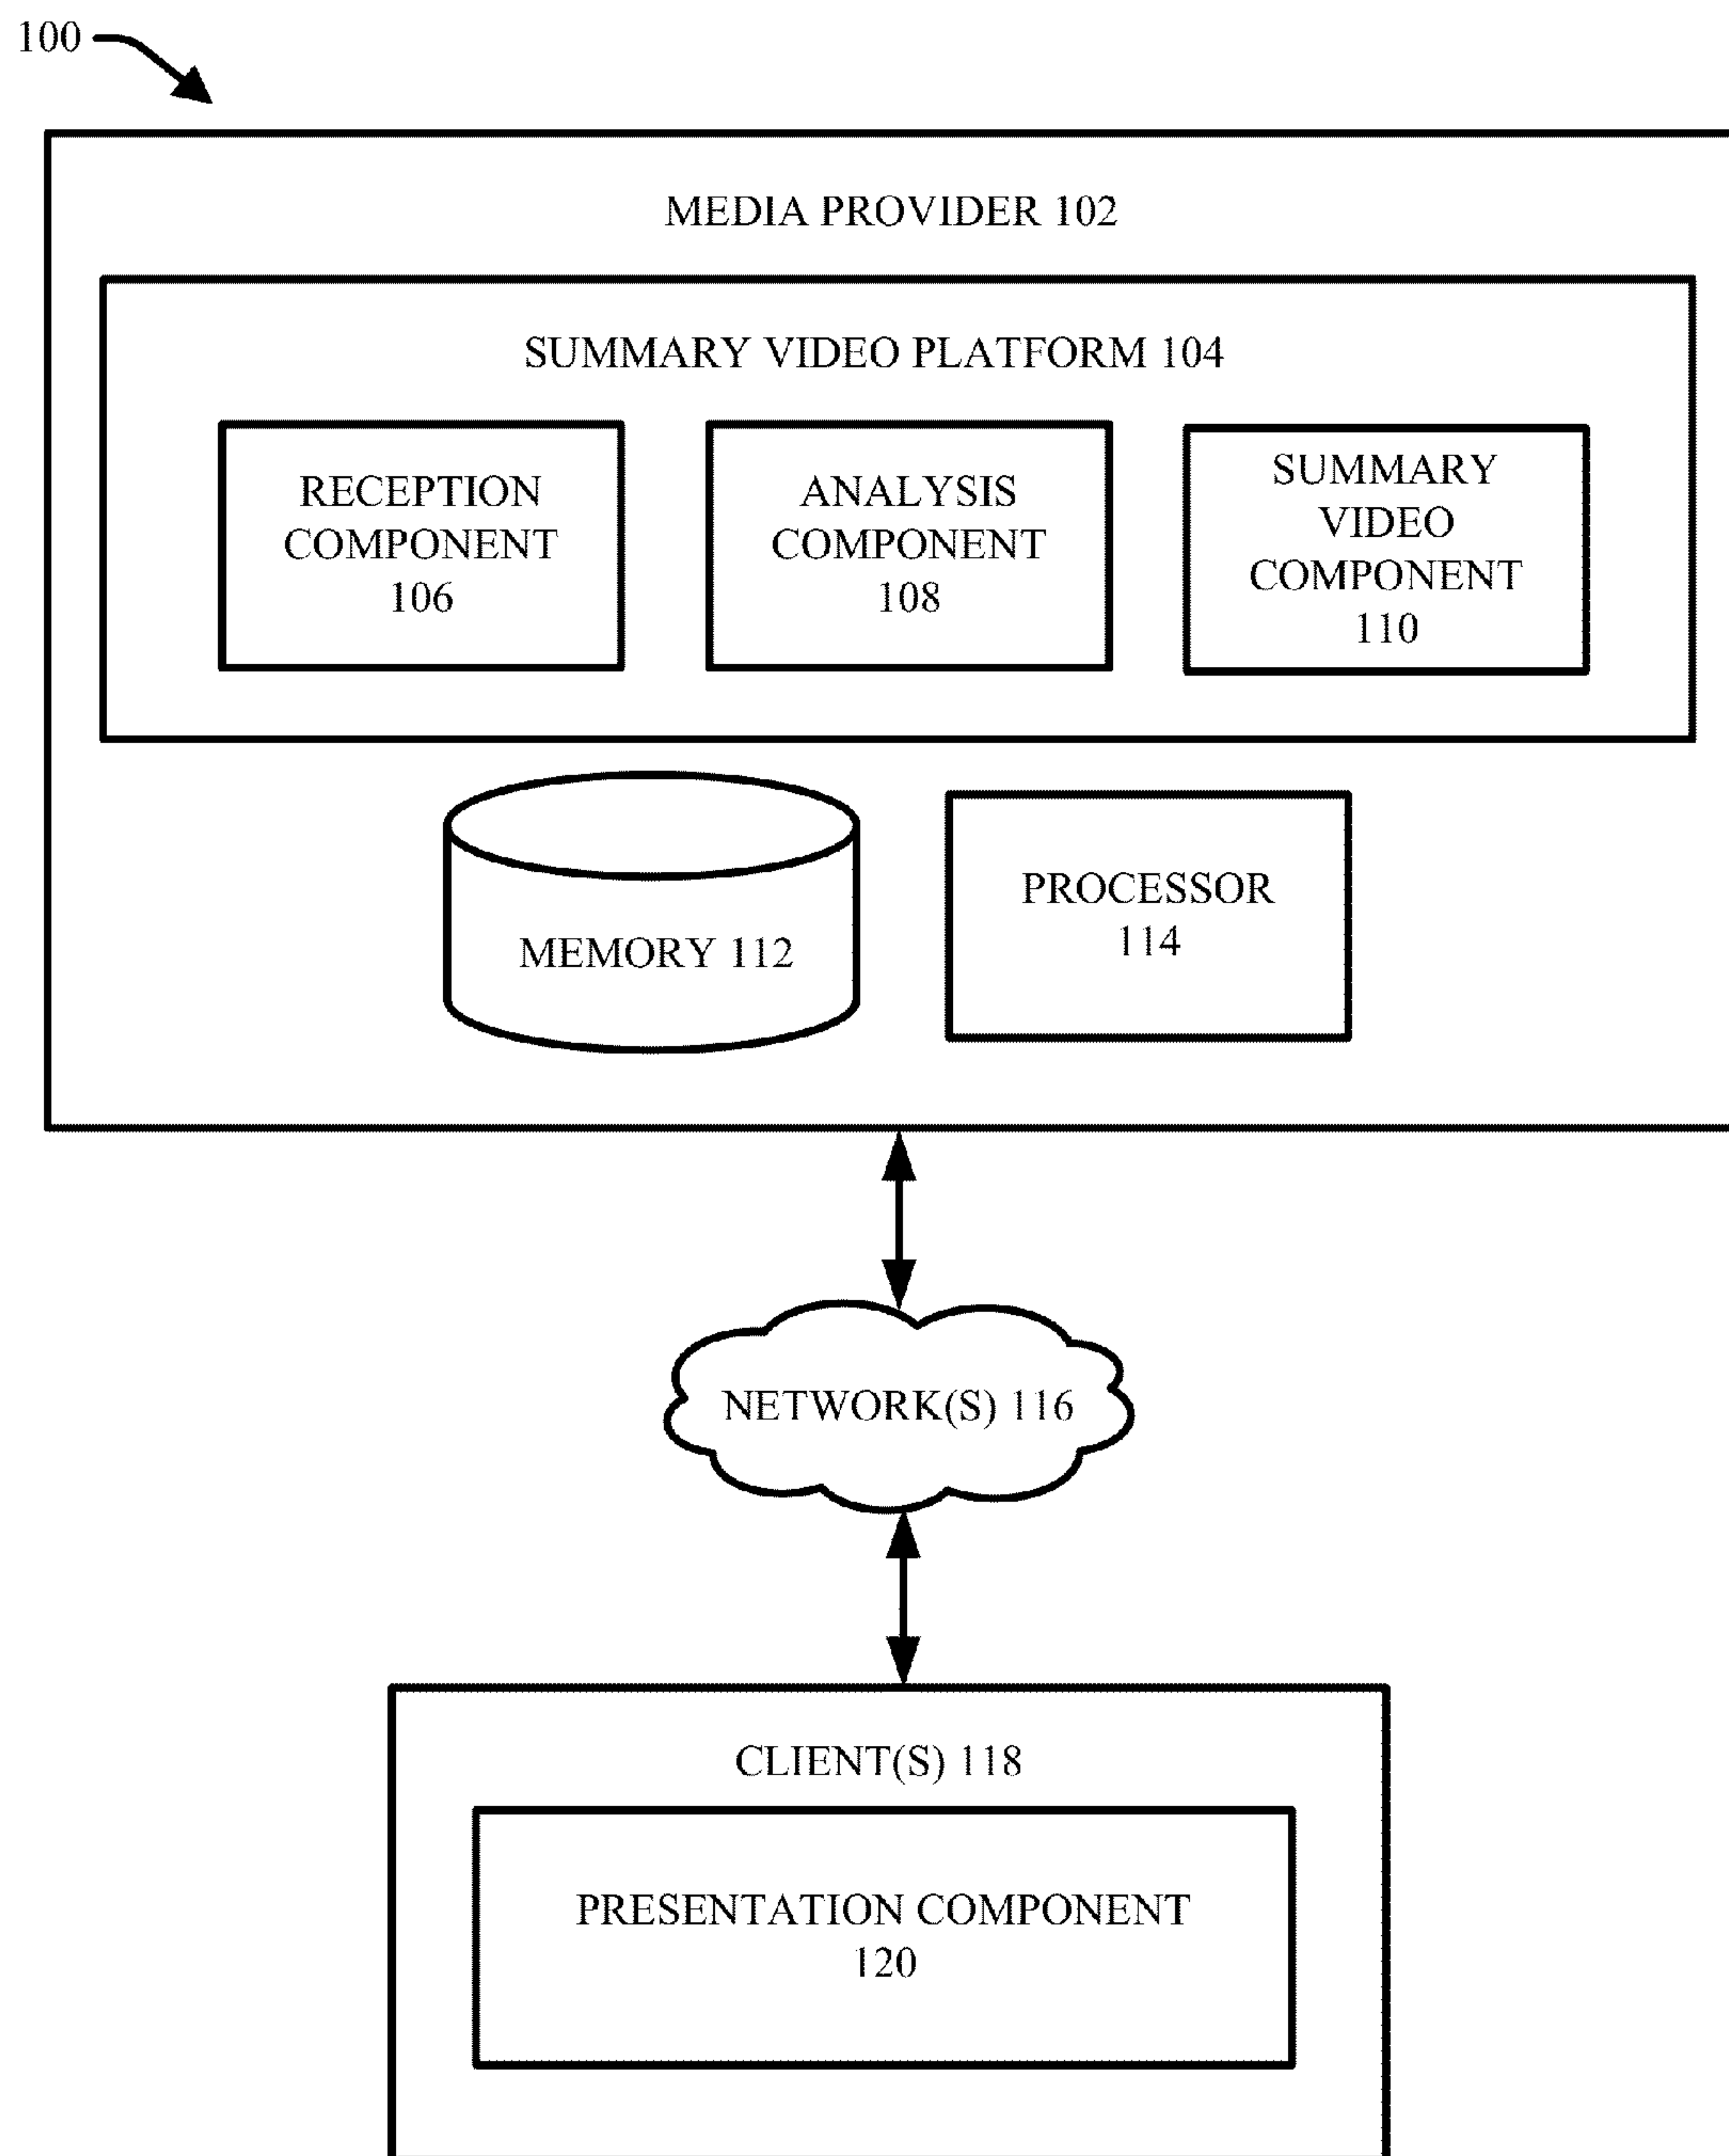 100
MEDIA PROVIDER 102
SUMMARY VIDEO PLATFORM 104
RECEPTION
COMPONENT
106
ANALYSIS
COMPONENT
108
SUMMARY
VIDEO
COMPONENT
110
MEMORY 112
PROCESSOR
114
NETWORK(S) 116
CLIENT(S) 118
PRESENTATION COMPONENT
120